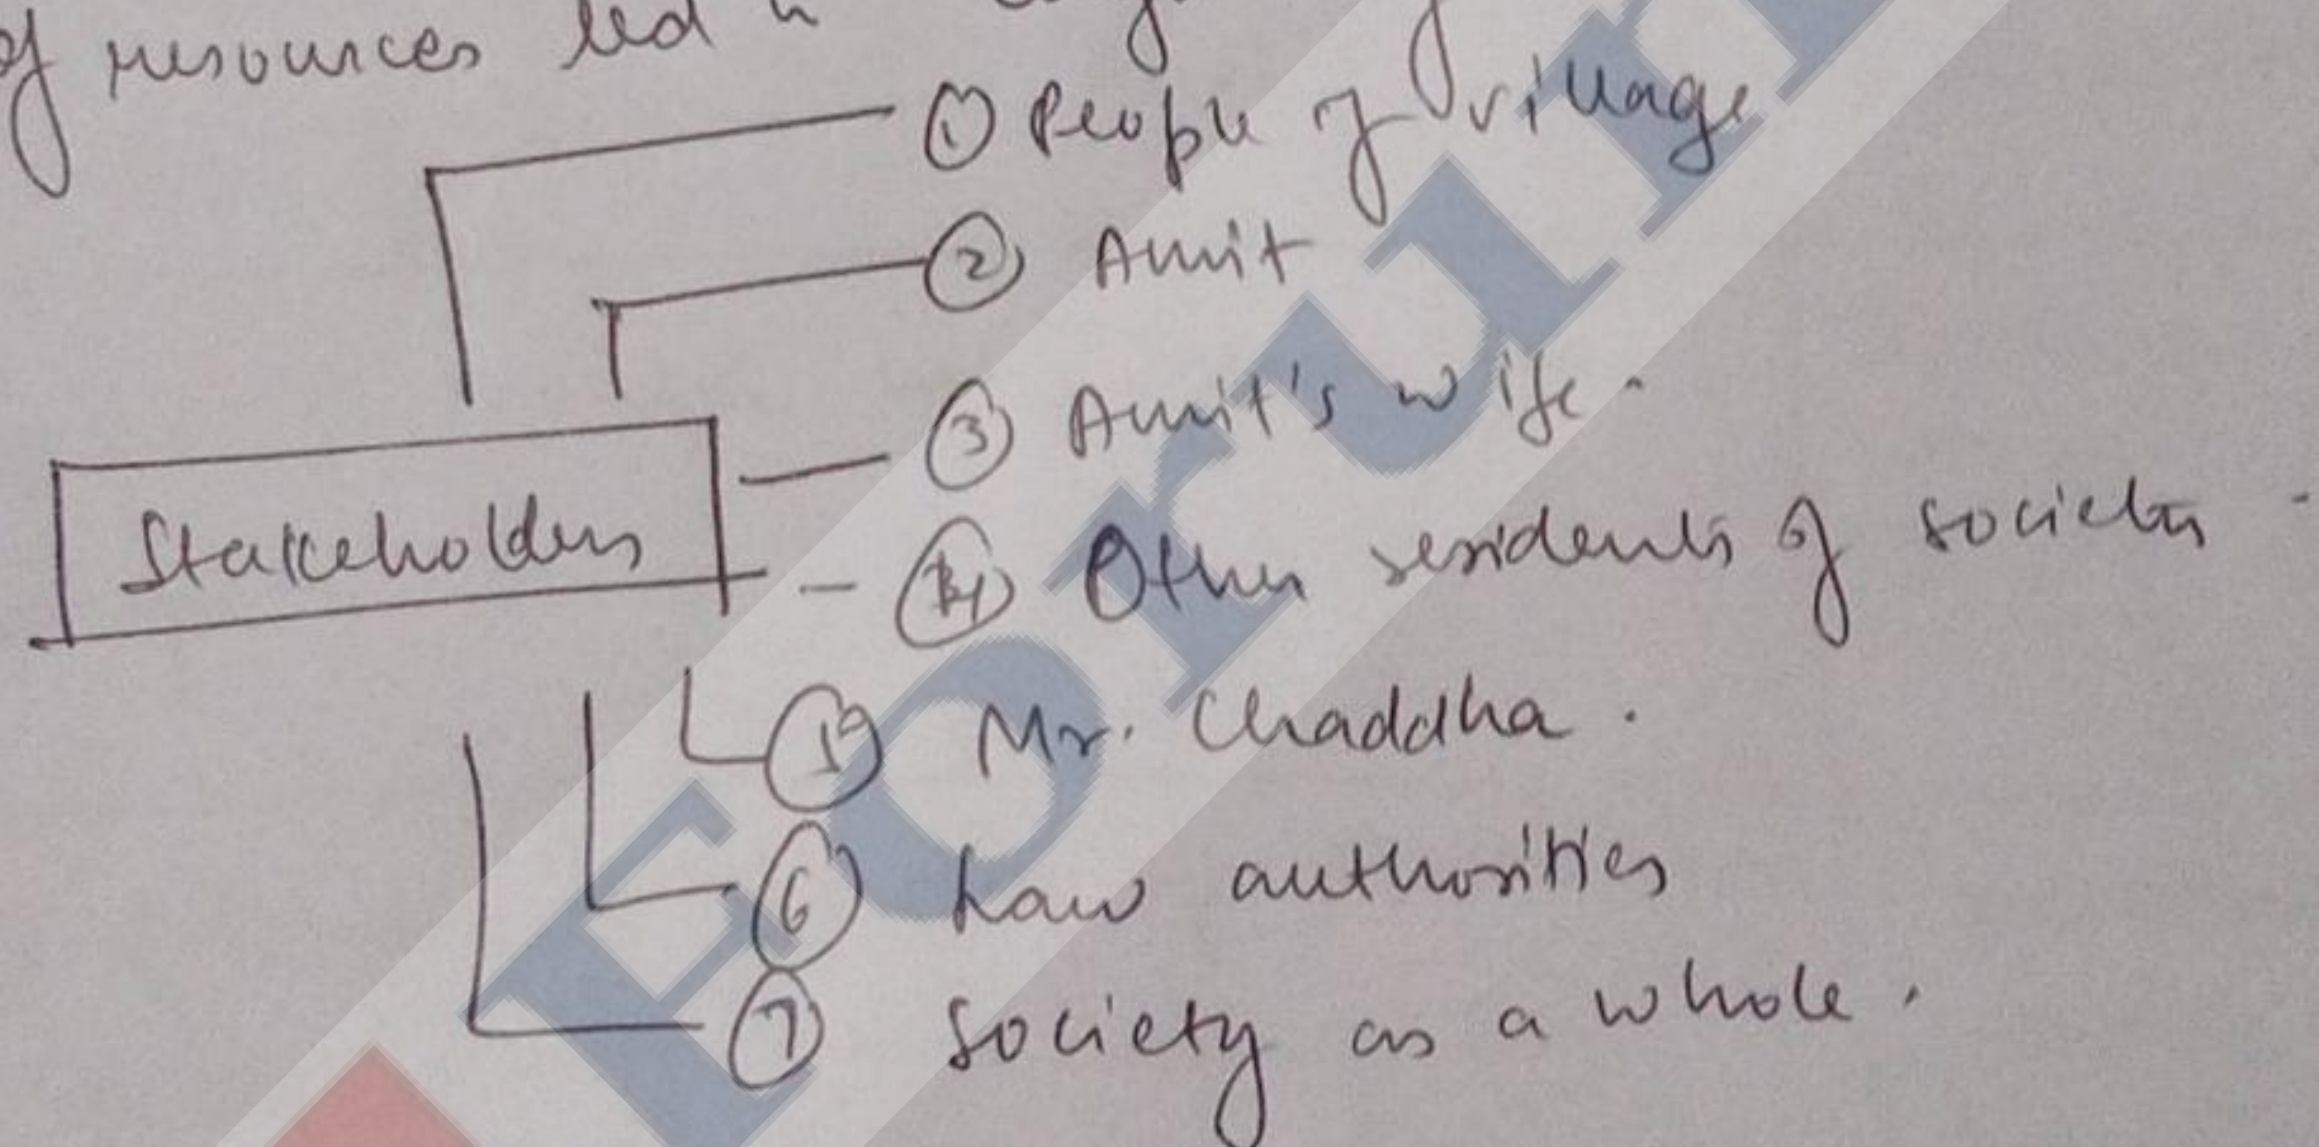 of resources led
① People of village
② Amit
③ Amit's wife.
Stakeholders
④ Other residents of society.
⑤ Mr. Chaddha.
⑥ Law authorities
⑦ Society as a whole.
Forum